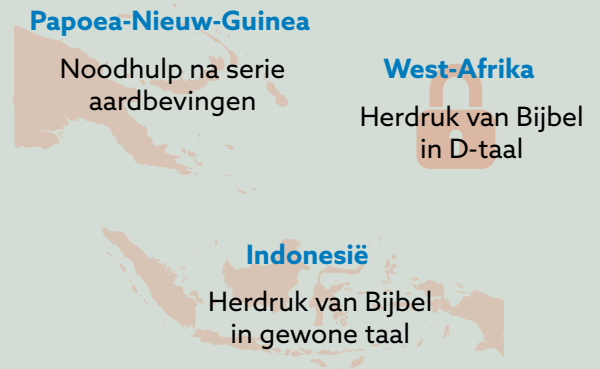 Papoea-Nieuw-Guinea
Noodhulp na serie
aardbevingen
West-Afrika
Herdruk van Bijbel
in D-taal
Indonesië
Herdruk van Bijbel
in gewone taal